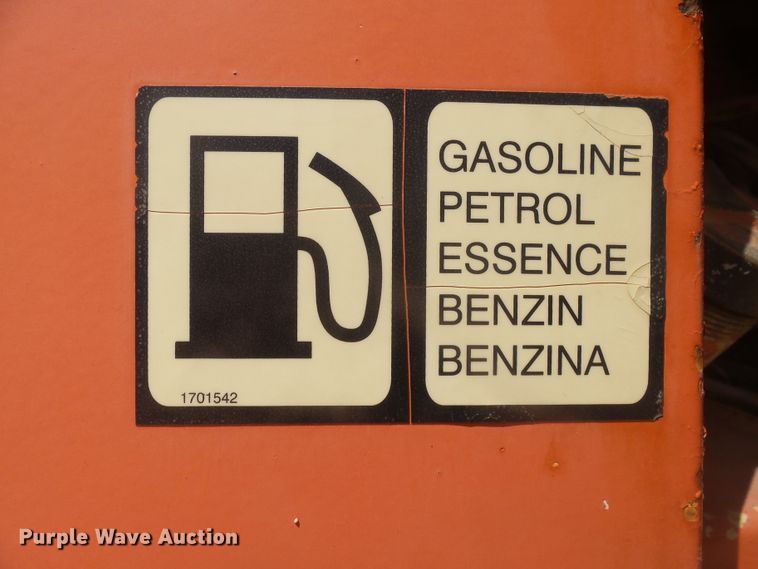 GASOLINE
PETROL
ESSENCE
BENZIN
BENZINA
1701542
Purple Wave Auction